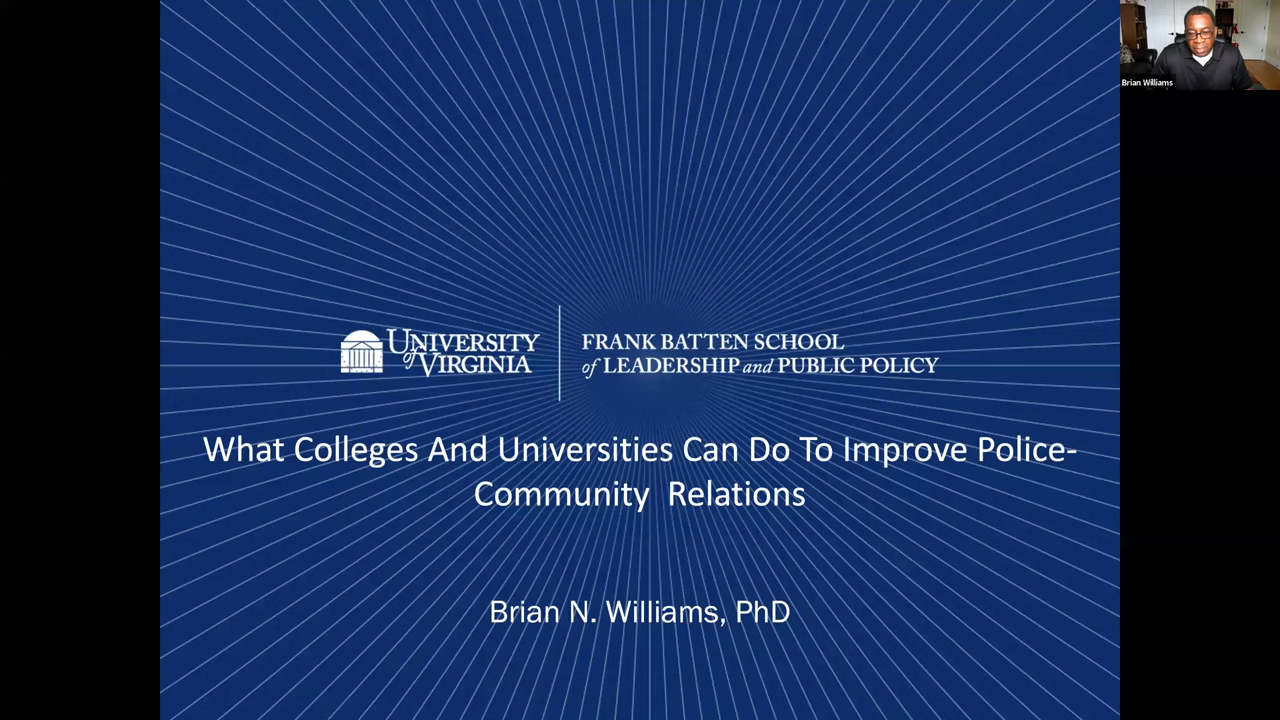 Brian Williams
UNIVERSITY
of VIRGINIA
FRANK BATTEN SCHOOL
of LEADERSHIP and PUBLIC POLICY
What Colleges And Universities Can Do To Improve Police-
Community  Relations
Brian N. Williams, PhD